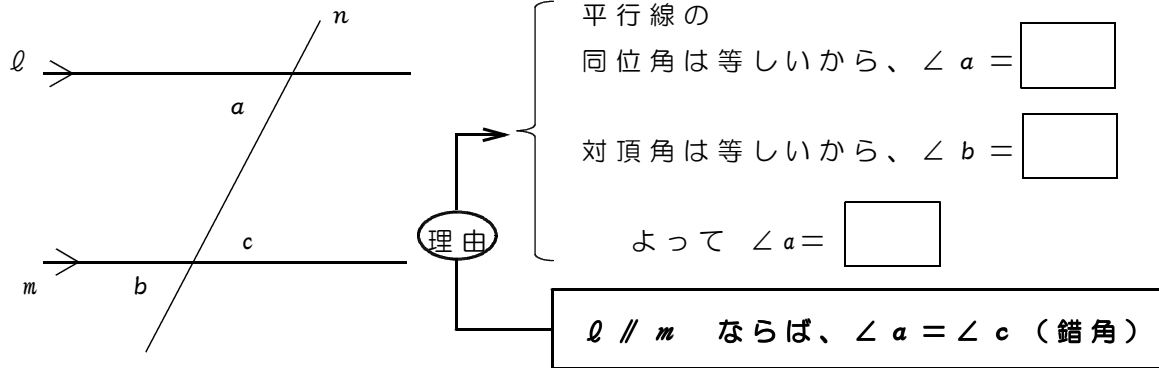 n
ℓ
a
c
m
b
理由
平行線の
同位角は等しいから、∠a=
対頂角は等しいから、∠b=
よって ∠a=
ℓ∥m ならば、∠a=∠c(錯角)